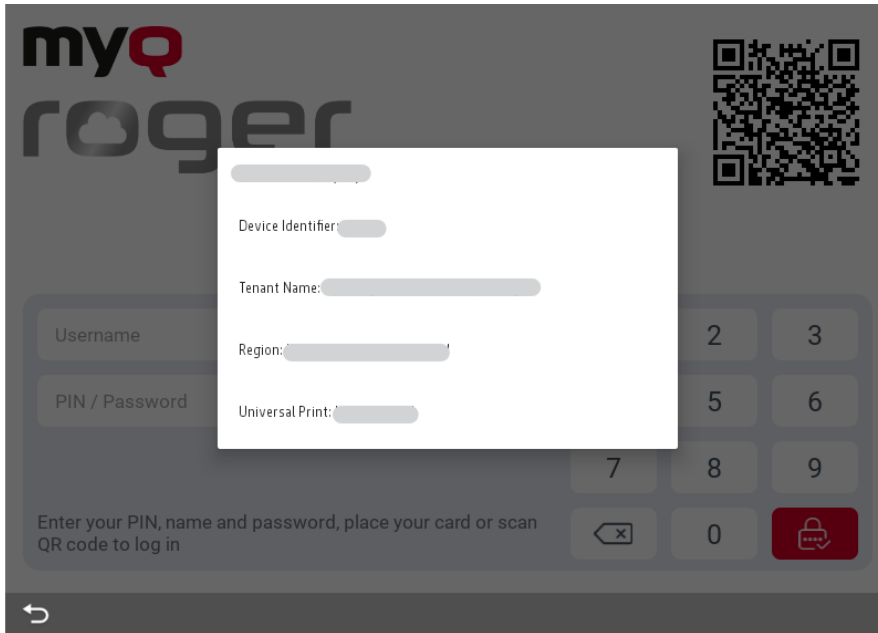 myQ
roger
Device Identifier:
Tenant Name:
Region:
Universal Print:
Username
PIN / Password
2
3
5
6
7
8
9
0
Enter your PIN, name and password, place your card or scan
QR code to log in